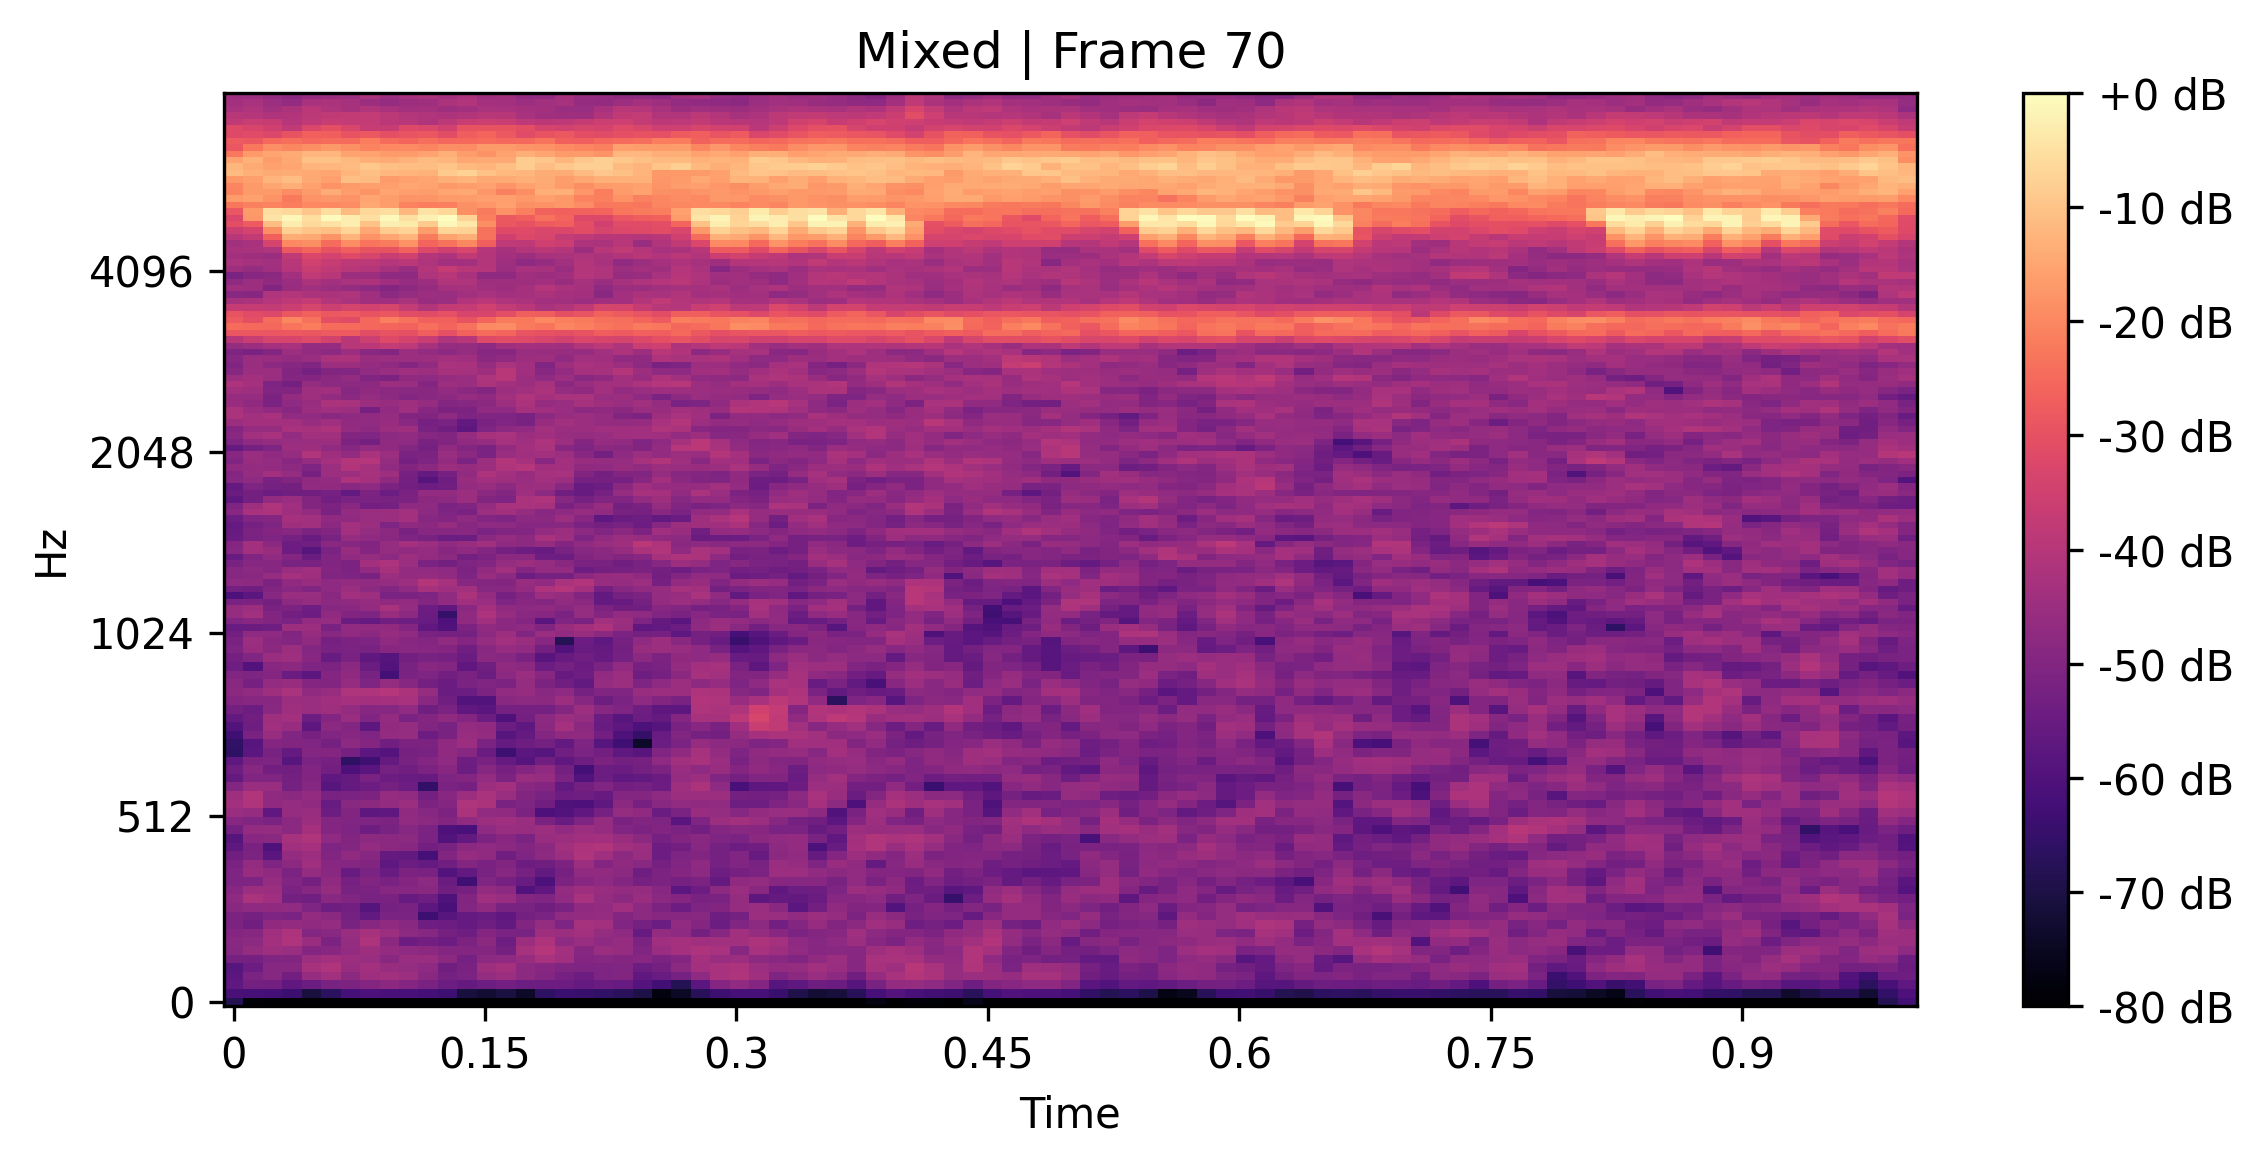 Mixed | Frame 70
Hz
4096
2048
1024
512
0
0 0.15 0.3 0.45 0.6 0.75 0.9
Time
+0 dB
-10 dB
-20 dB
-30 dB
-40 dB
-50 dB
-60 dB
-70 dB
-80 dB